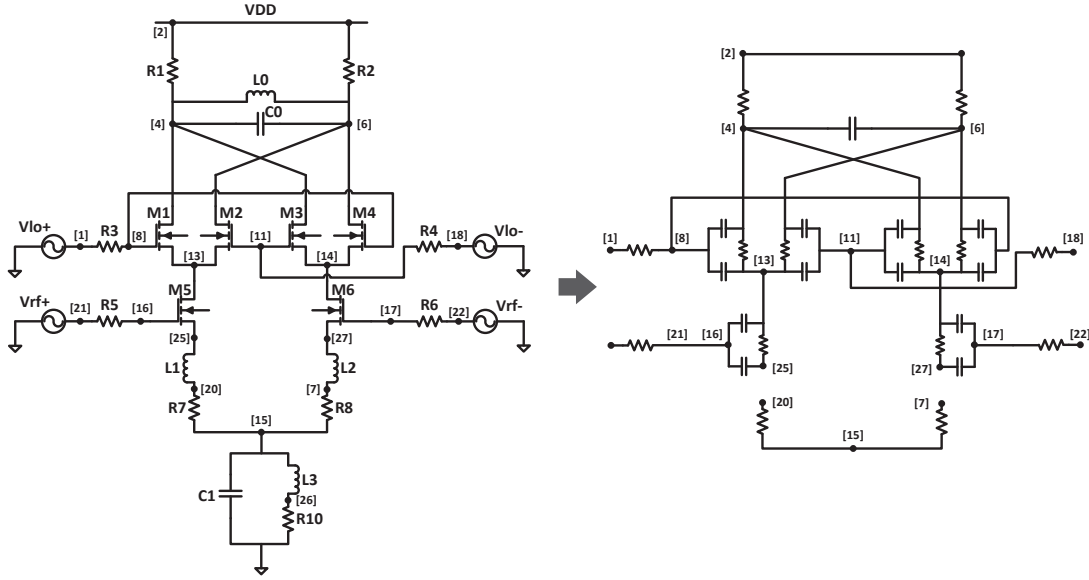 VDD
[2]
R1
R2
L0
C0
[4]
[6]
M1
M2
M3
M4
Vlo+
[1]
R3
[8]
[11]
R4
[18]
Vlo-
[13]
[14]
M5
M6
Vrf+
[21]
R5
[16]
[17]
R6
[22]
Vrf-
[25]
[27]
L1
L2
[20]
[7]
R7
R8
[15]
C1
L3
[26]
R10
[2]
[4]
[6]
[1]
[8]
[11]
[18]
[13]
[14]
[21]
[16]
[17]
[22]
[25]
[27]
[20]
[7]
[15]